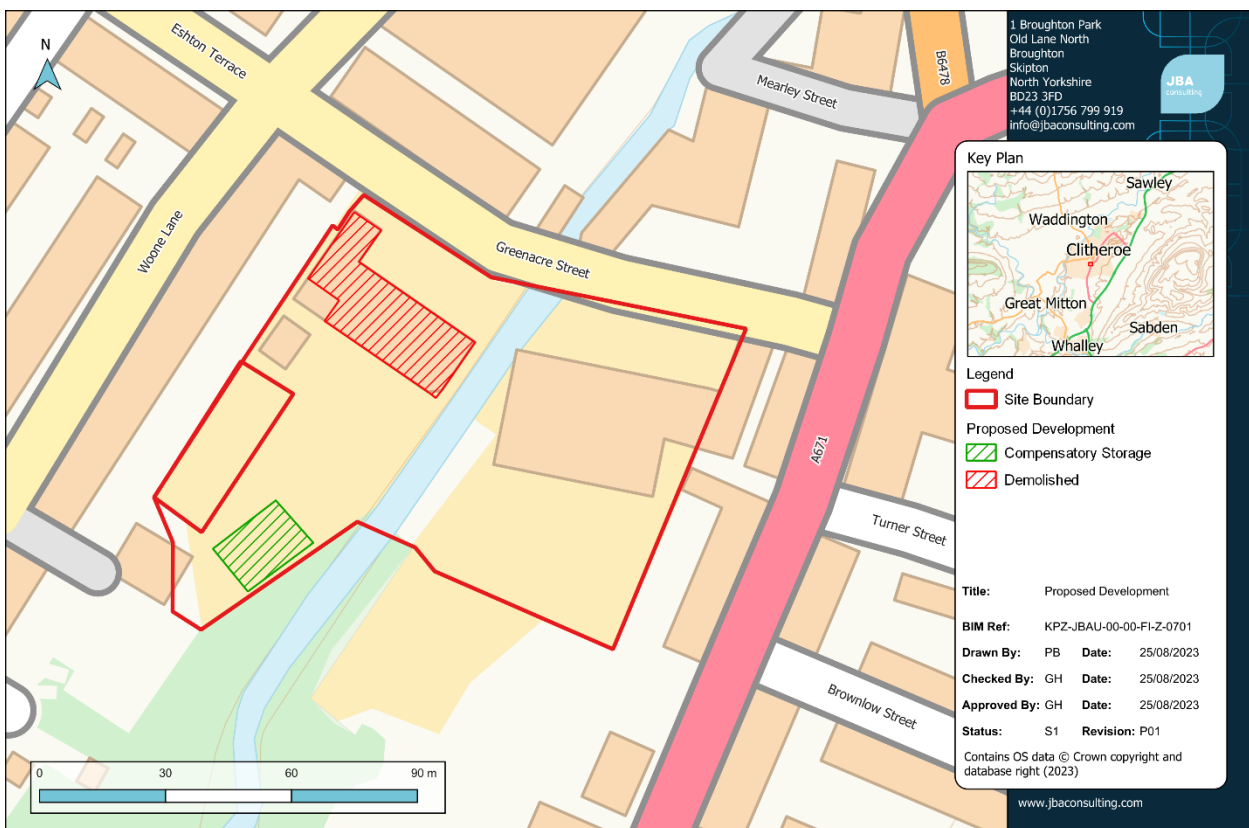 N
Eshton Terrace
Woone Lane
Greenacre Street
Mearley Street
B6478
A671
Turner Street
Brownlow Street
0 30 60 90 m
1 Broughton Park
Old Lane North
Broughton
Skipton
North Yorkshire
BD23 3FD
+44 (0)1756 799 919
info@jbaconsulting.com
JBA
consulting
Key Plan
Sawley
Waddington
Clitheroe
Great Mitton
Sabden
Whalley
Legend
Site Boundary
Proposed Development
Compensatory Storage
Demolished
Title: Proposed Development
BIM Ref: KPZ-JBAU-00-00-FI-Z-0701
Drawn By: PB Date: 25/08/2023
Checked By: GH Date: 25/08/2023
Approved By: GH Date: 25/08/2023
Status: S1 Revision: P01
Contains OS data © Crown copyright and
database right (2023)
www.jbaconsulting.com